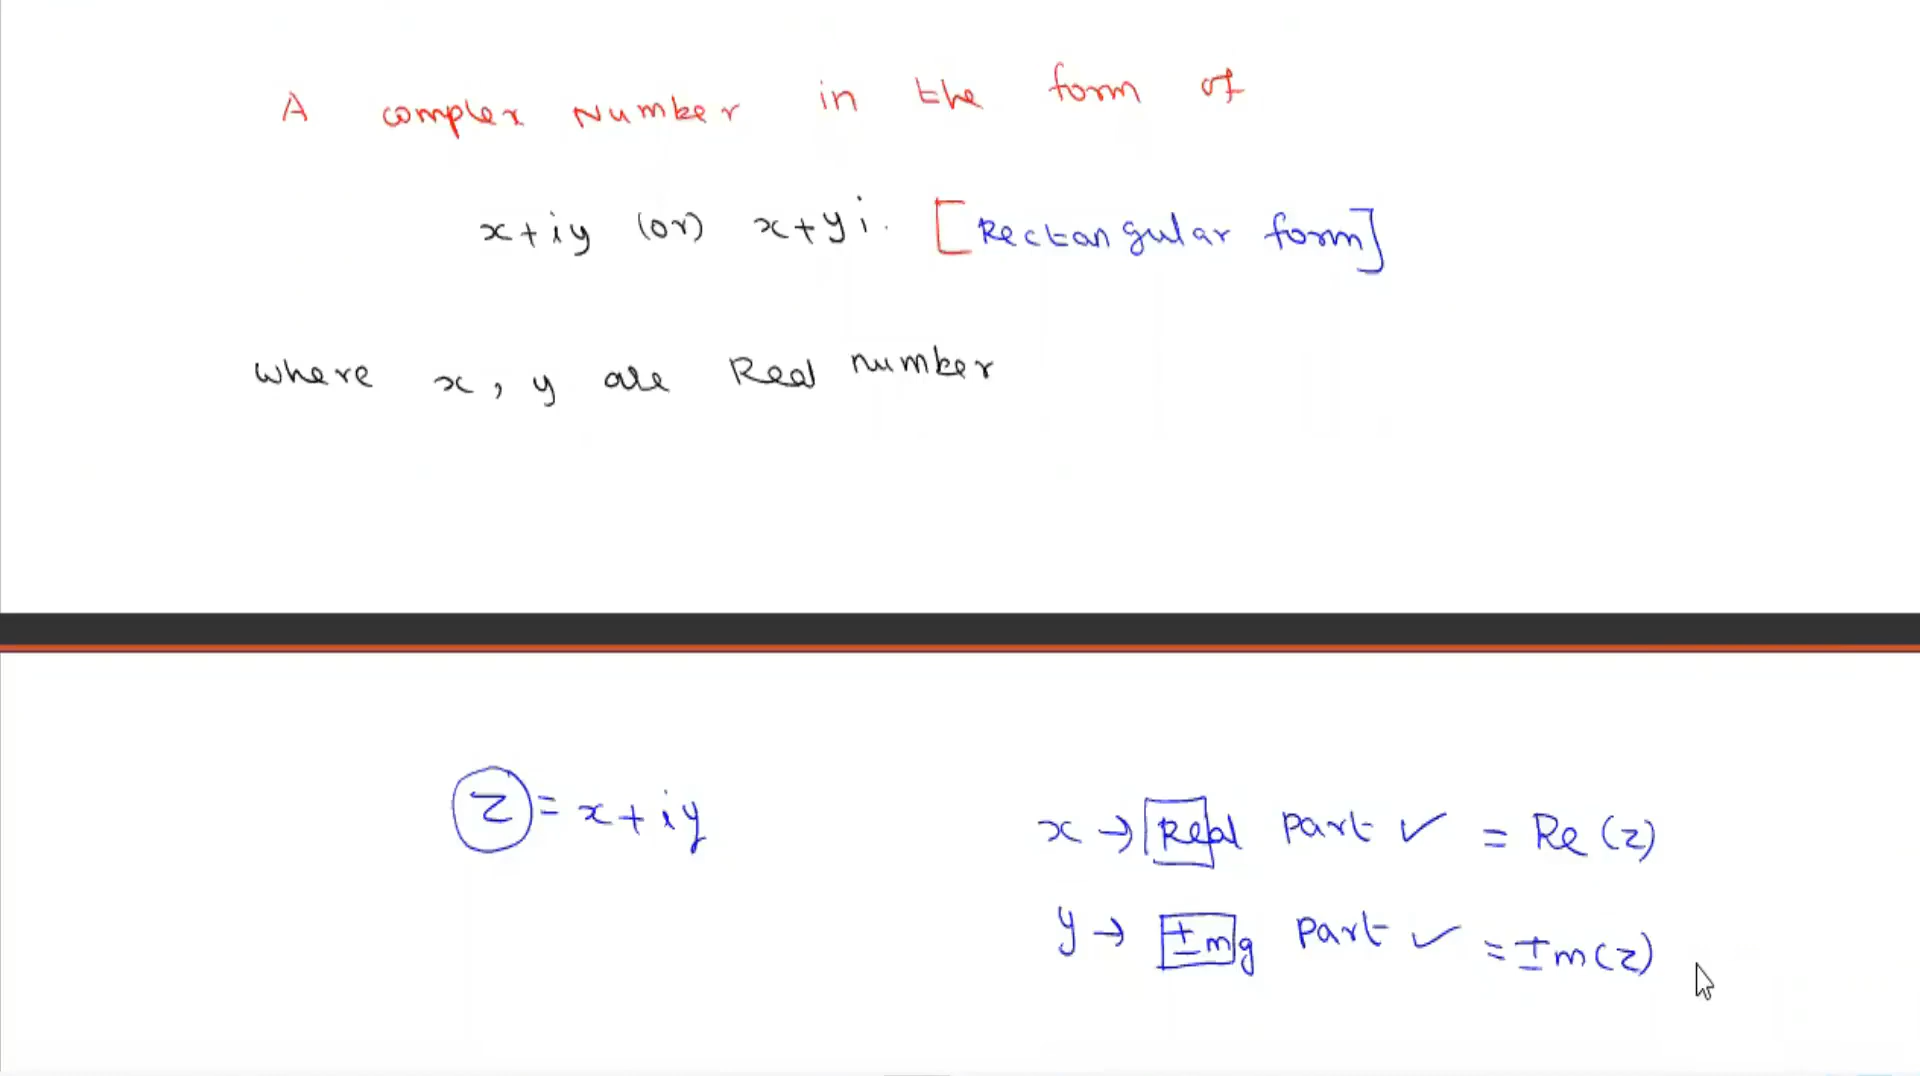 A complex Number in the form of
x+iy (or) x+yi. [Rectangular form]
where x, y are Real number
z = x+iy
x → Real part ✓ = Re(z)
y → Img part ✓ = Im(z)